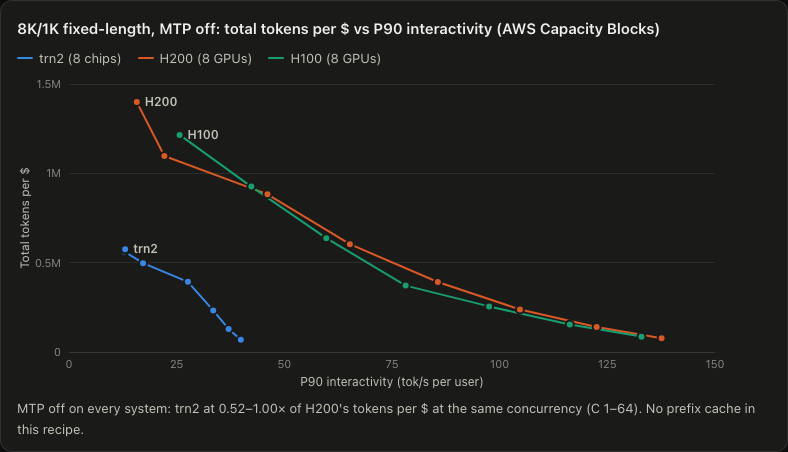 8K/1K fixed-length, MTP off: total tokens per $ vs P90 interactivity (AWS Capacity Blocks)
trn2 (8 chips) H200 (8 GPUs) H100 (8 GPUs)
1.5M
H200
H100
1M
Total tokens per $
trn2
0.5M
0
0 25 50 75 100 125 150
P90 interactivity (tok/s per user)
MTP off on every system: trn2 at 0.52–1.00× of H200's tokens per $ at the same concurrency (C 1–64). No prefix cache in
this recipe.